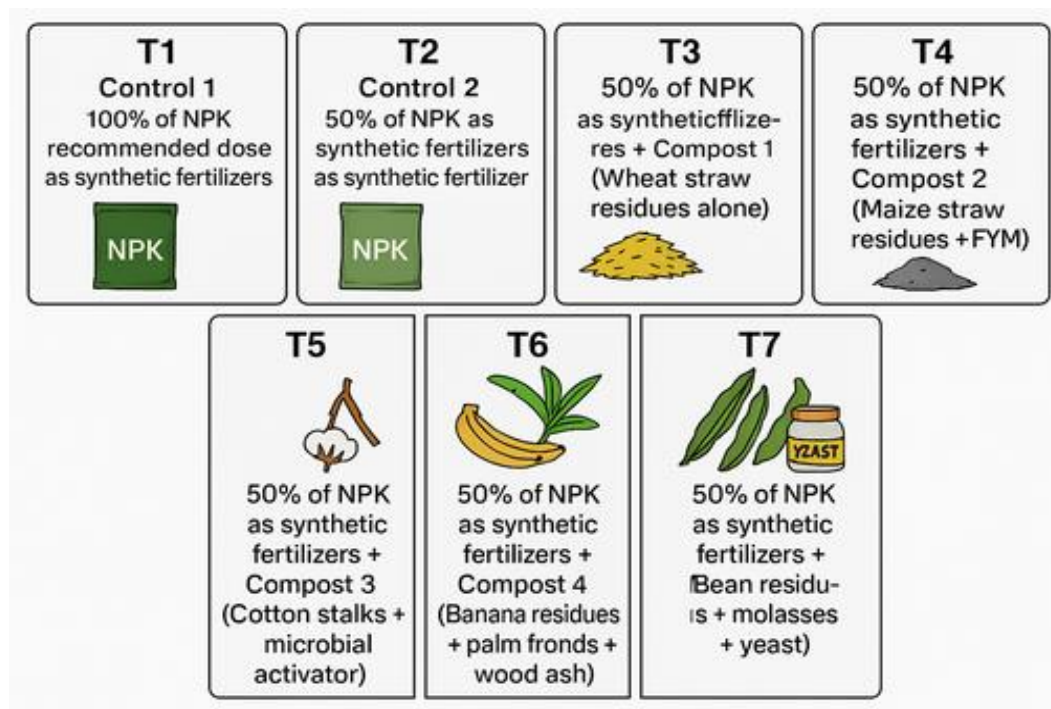 T1
Control 1
100% of NPK
recommended dose
as synthetic fertilizers
NPK
T2
Control 2
50% of NPK as
synthetic fertilizers
as synthetic fertilizer
NPK
T3
50% of NPK
as syntheticfflize-
res + Compost 1
(Wheat straw
residues alone)
T4
50% of NPK
as synthetic
fertilizers +
Compost 2
(Maize straw
residues +FYM)
T5
50% of NPK
as synthetic
fertilizers +
Compost 3
(Cotton stalks +
microbial
activator)
T6
50% of NPK
as synthetic
fertilizers +
Compost 4
(Banana residues
+ palm fronds +
wood ash)
T7
YZAST
50% of NPK
as synthetic
fertilizers +
Bean residu-
s + molasses
+ yeast)